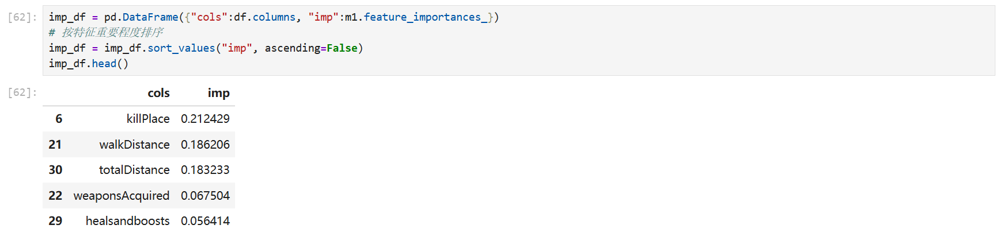 [62]: imp_df = pd.DataFrame({"cols":df.columns, "imp":m1.feature_importances_})
# 按特征重要程度排序
imp_df = imp_df.sort_values("imp", ascending=False)
imp_df.head()
[62]: cols imp
6 killPlace 0.212429
21 walkDistance 0.186206
30 totalDistance 0.183233
22 weaponsAcquired 0.067504
29 healsandboosts 0.056414